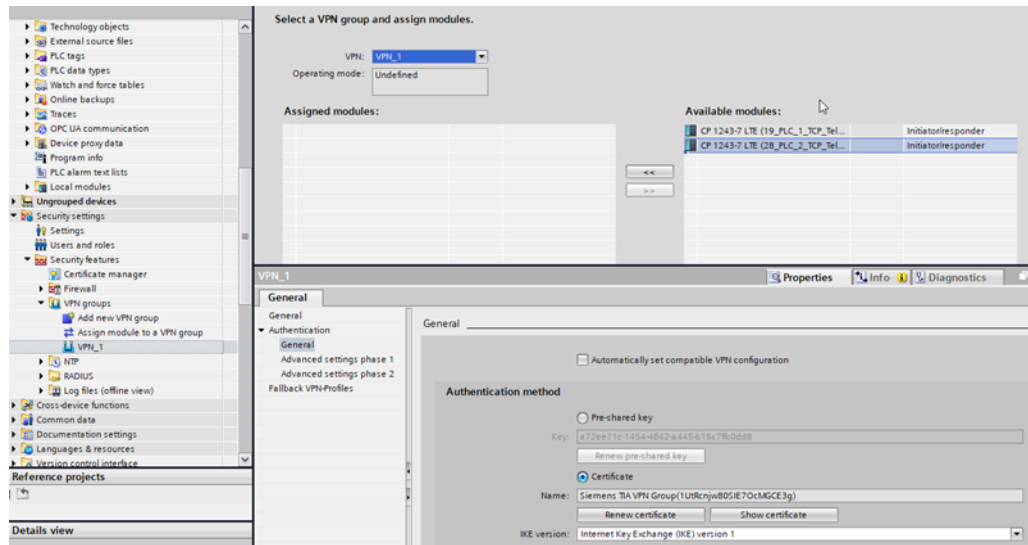 Technology objects
External source files
PLC tags
PLC data types
Watch and force tables
Online backups
Traces
OPC UA communication
Device proxy data
Program info
PLC alarm text lists
Local modules
Ungrouped devices
Security settings
Settings
Users and roles
Security features
Certificate manager
Firewall
VPN groups
Add new VPN group
Assign module to a VPN group
VPN_1
NTP
RADIUS
Log files (offline view)
Cross-device functions
Common data
Documentation settings
Languages & resources
Version control interface
Reference projects
Details view
Select a VPN group and assign modules.
VPN: VPN_1
Operating mode: Undefined
Assigned modules:
Available modules:
CP 1243-7 LTE (19_PLC_1_TCP_Tel... Initiator/responder
CP 1243-7 LTE (28_PLC_2_TCP_Tel... Initiator/responder
<<
>>
VPN_1
Properties Info Diagnostics
General
General
Authentication
General
Advanced settings phase 1
Advanced settings phase 2
Fallback VPN-Profiles
General
Automatically set compatible VPN configuration
Authentication method
Pre-shared key
Key: a72ee71c-1454-4842-a445-b15c7ffc0dd8
Renew pre-shared key
Certificate
Name: Siemens TIA VPN Group(1UtRcnjwB0SIE7OcMGCE3g)
Renew certificate Show certificate
IKE version: Internet Key Exchange (IKE) version 1